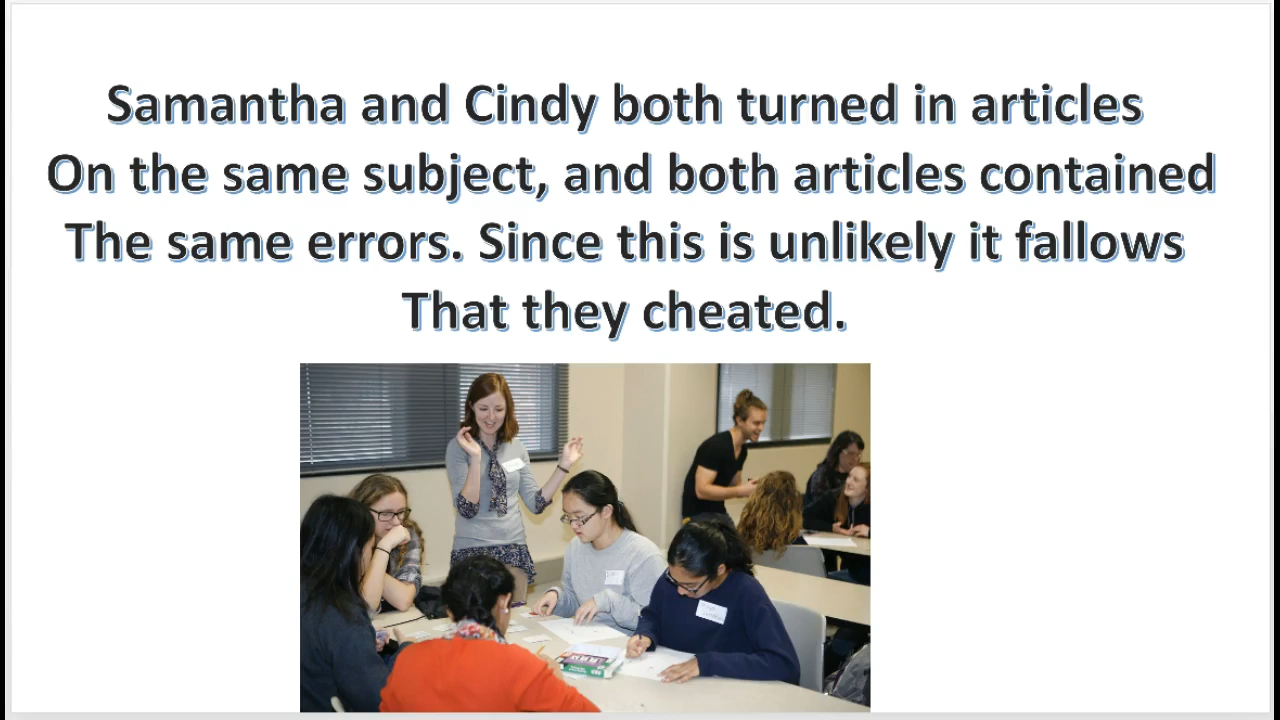 Samantha and Cindy both turned in articles
On the same subject, and both articles contained
The same errors. Since this is unlikely it fallows
That they cheated.